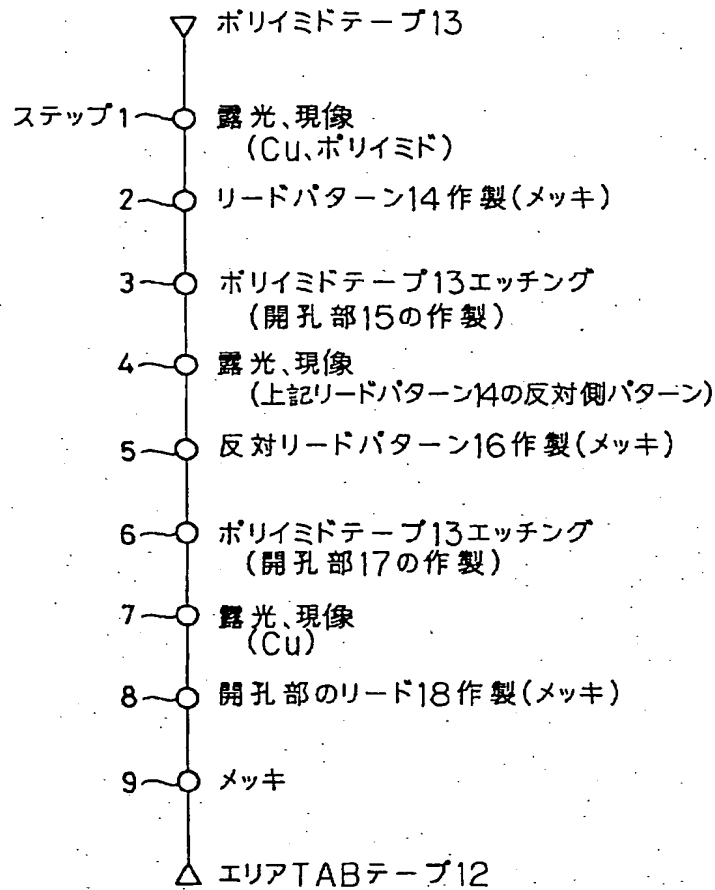 ポリイミドテープ13
ステップ1 露光、現像
(Cu、ポリイミド)
2 リードパターン14作製(メッキ)
3 ポリイミドテープ13エッチング
(開孔部15の作製)
4 露光、現像
(上記リードパターン14の反対側パターン)
5 反対リードパターン16作製(メッキ)
6 ポリイミドテープ13エッチング
(開孔部17の作製)
7 露光、現像
(Cu)
8 開孔部のリード18作製(メッキ)
9 メッキ
エリアTABテープ12